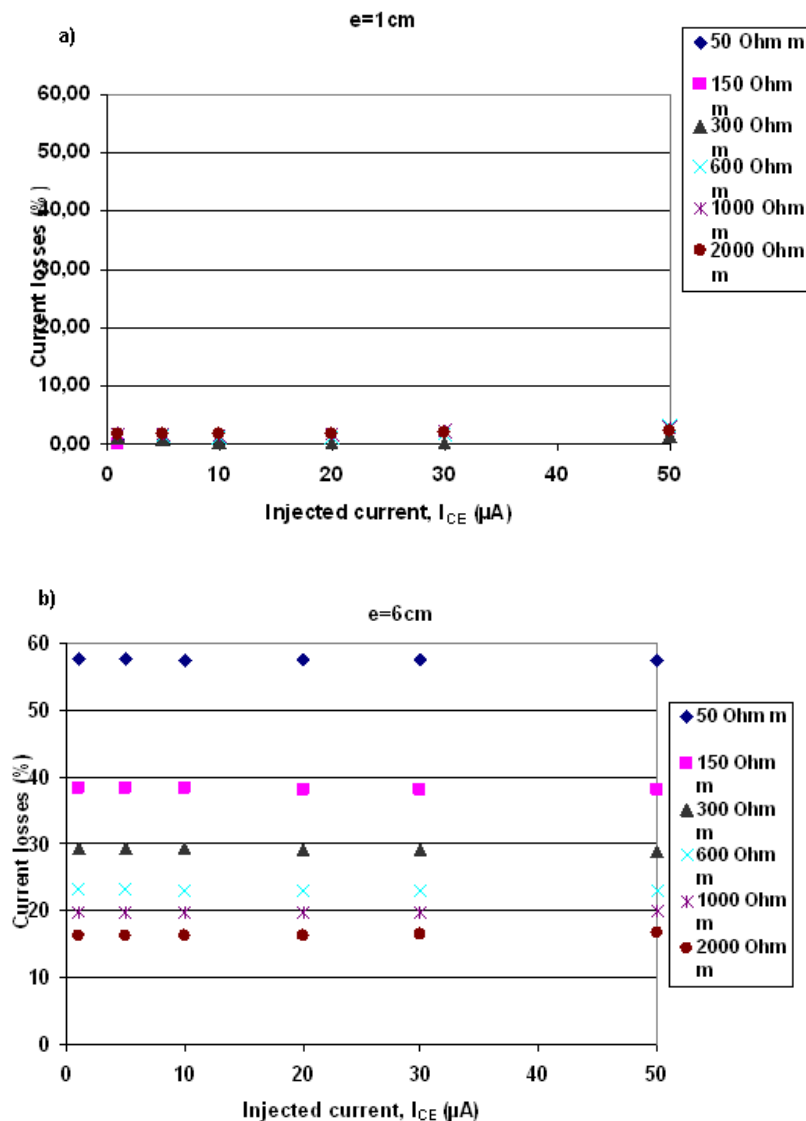 e=1cm
a)
50 Ohm m
150 Ohm
m
300 Ohm
m
600 Ohm
m
1000 Ohm
m
2000 Ohm
m
60,00
50,00
40,00
30,00
20,00
10,00
0,00
Current losses (%)
0 10 20 30 40 50
Injected current, ICE (µA)
b)
e=6cm
60
50
40
30
20
10
0
Current losses (%)
50 Ohm m
150 Ohm
m
300 Ohm
m
600 Ohm
m
1000 Ohm
m
2000 Ohm
m
0 10 20 30 40 50
Injected current, ICE (µA)